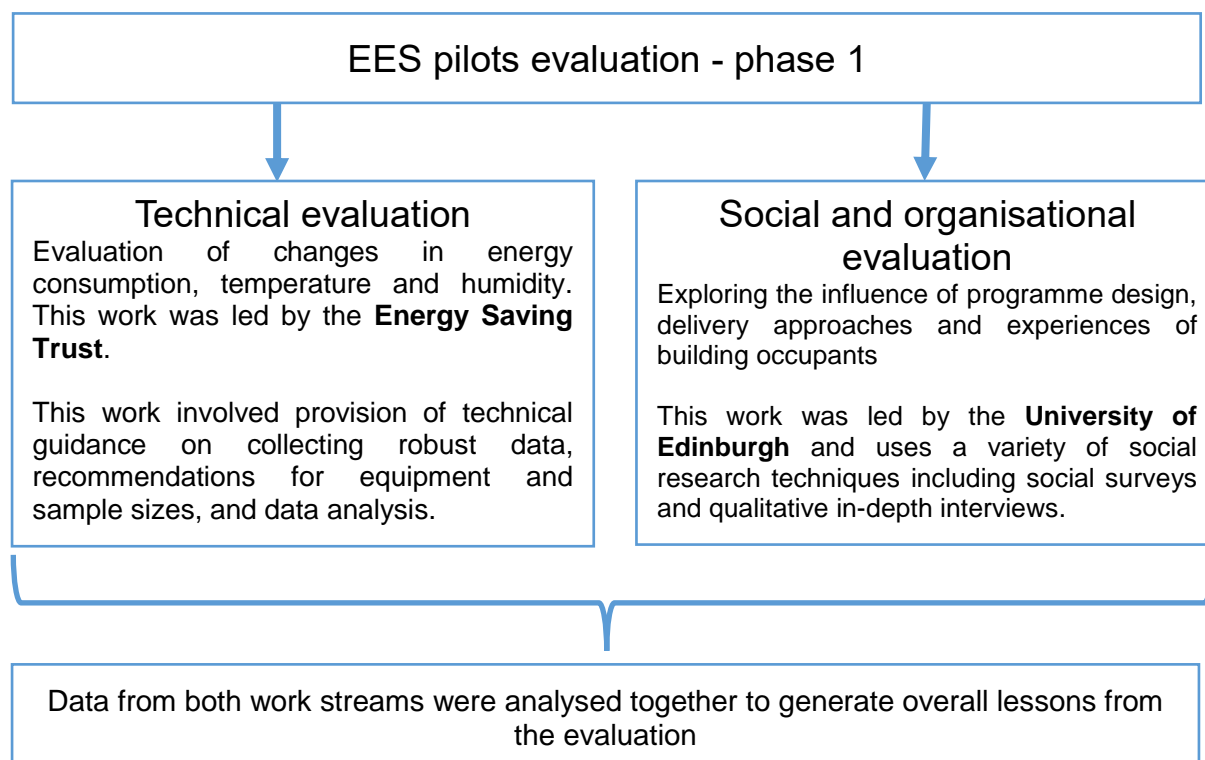 EES pilots evaluation - phase 1
Technical evaluation
Evaluation of changes in energy
consumption, temperature and humidity.
This work was led by the Energy Saving
Trust.
This work involved provision of technical
guidance on collecting robust data,
recommendations for equipment and
sample sizes, and data analysis.
Social and organisational
evaluation
Exploring the influence of programme design,
delivery approaches and experiences of
building occupants
This work was led by the University of
Edinburgh and uses a variety of social
research techniques including social surveys
and qualitative in-depth interviews.
Data from both work streams were analysed together to generate overall lessons from
the evaluation